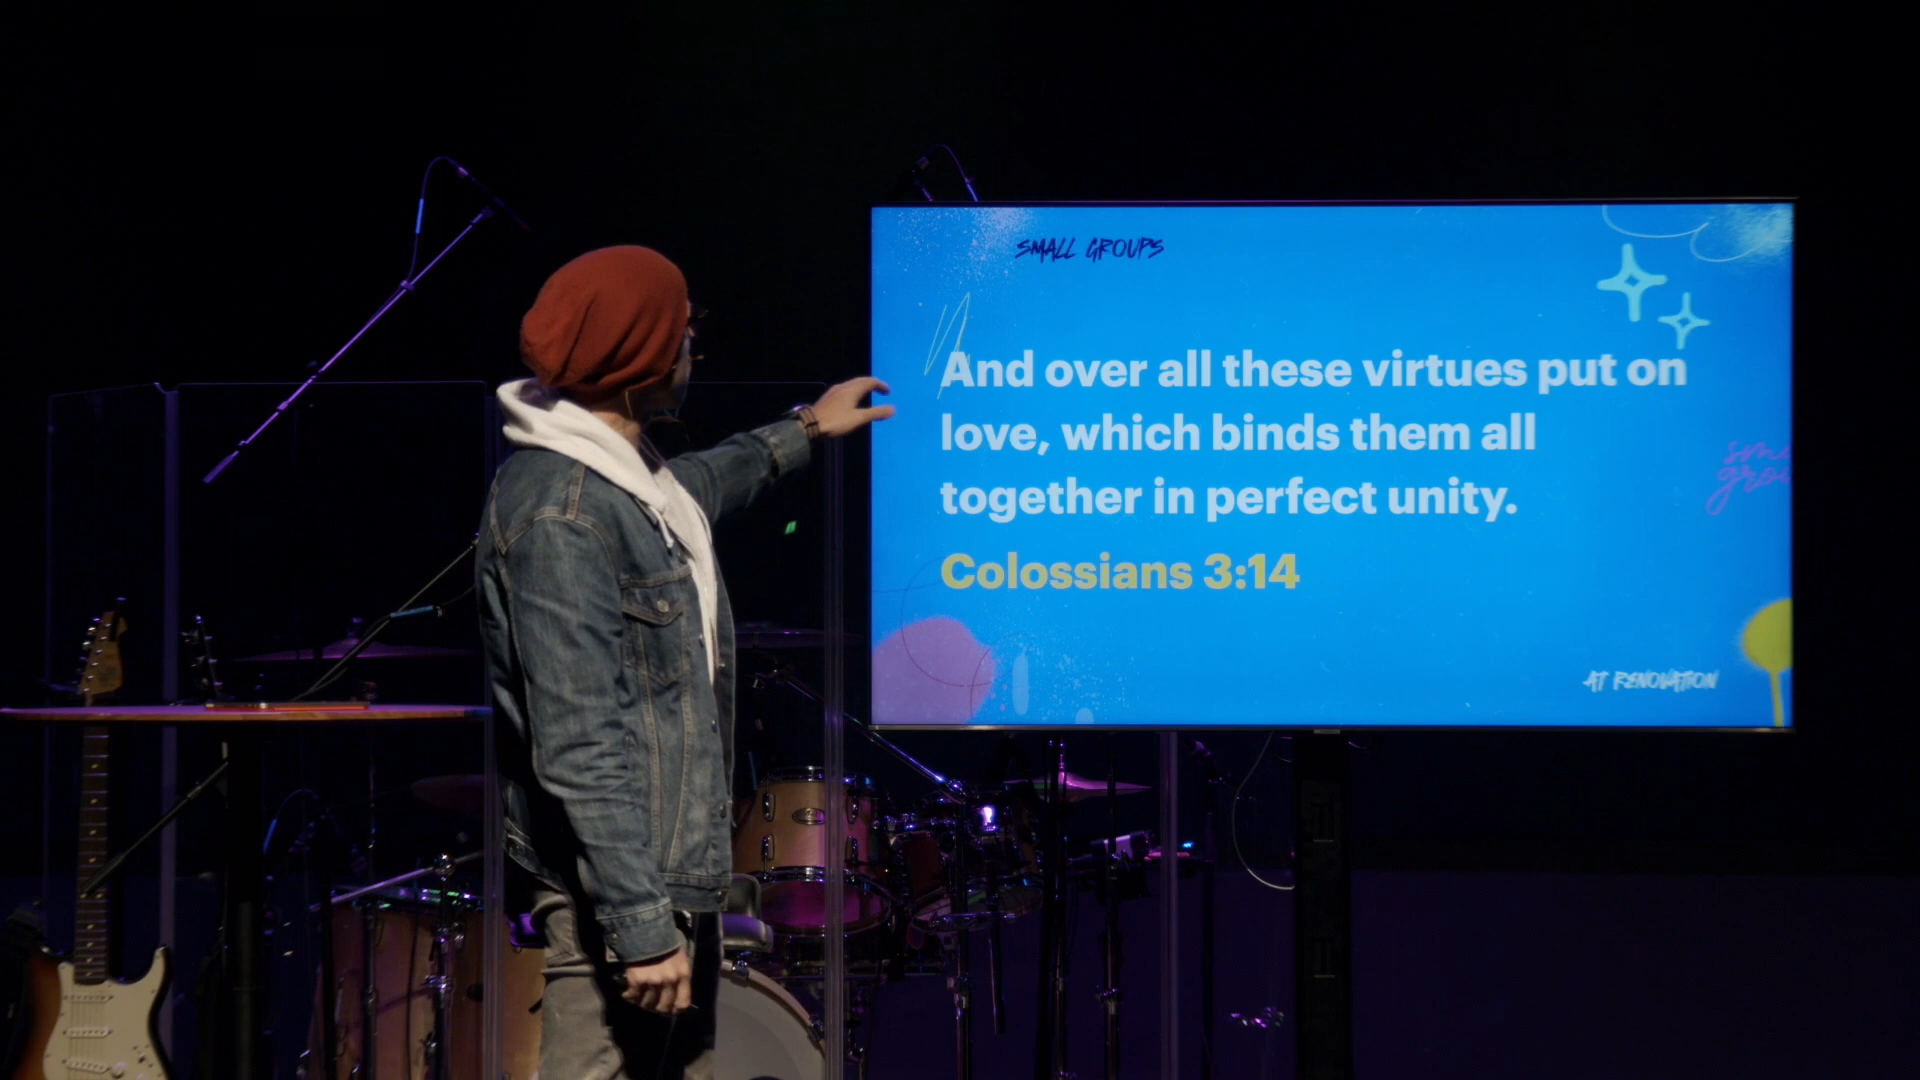 SMALL GROUPS
And over all these virtues put on
love, which binds them all
together in perfect unity.
Colossians 3:14
AT RENOVATION